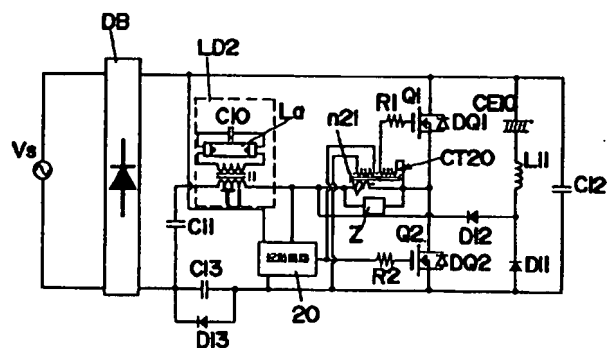 DB
LD2
C10
La
n21
R1
Q1
DQ1
CE10
CT20
Vs
L11
C12
C11
Z
Q2
D12
DQ2
D11
C13
R2
20
D13